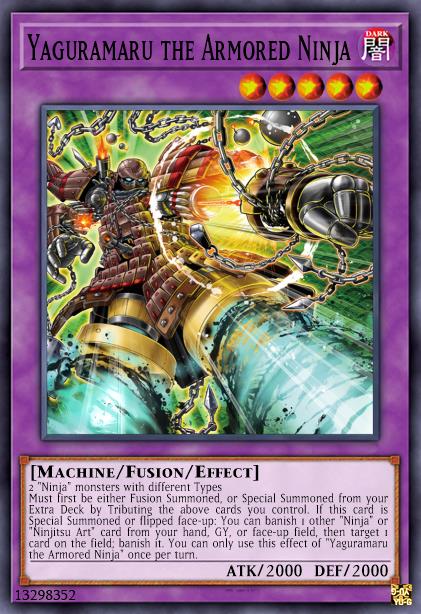 Yaguramaru the Armored Ninja
DARK
闇
[Machine/Fusion/Effect]
2 "Ninja" monsters with different Types
Must first be either Fusion Summoned, or Special Summoned from your
Extra Deck by Tributing the above cards you control. If this card is
Special Summoned or flipped face-up: You can banish 1 other "Ninja" or
"Ninjitsu Art" card from your hand, GY, or face-up field, then target 1
card on the field; banish it. You can only use this effect of "Yaguramaru
the Armored Ninja" once per turn.
ATK/2000 DEF/2000
13298352